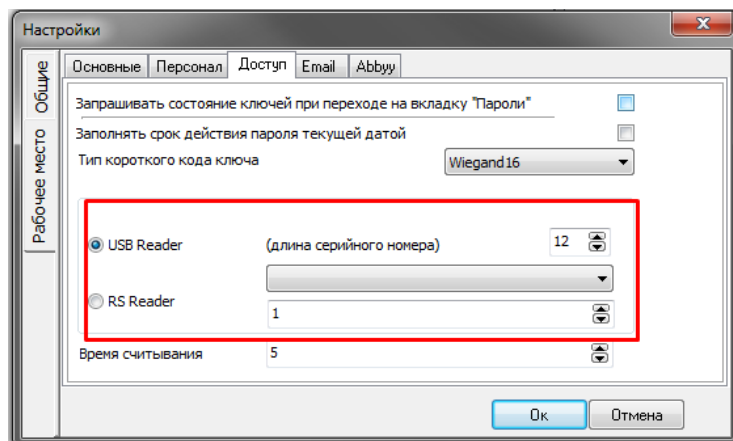 Настройки
Общие
Рабочее место
Основные Персонал Доступ Email Abbyy
Запрашивать состояние ключей при переходе на вкладку "Пароли"
Заполнять срок действия пароля текущей датой
Тип короткого кода ключа Wiegand16
USB Reader (длина серийного номера) 12
RS Reader
1
Время считывания 5
Ок Отмена